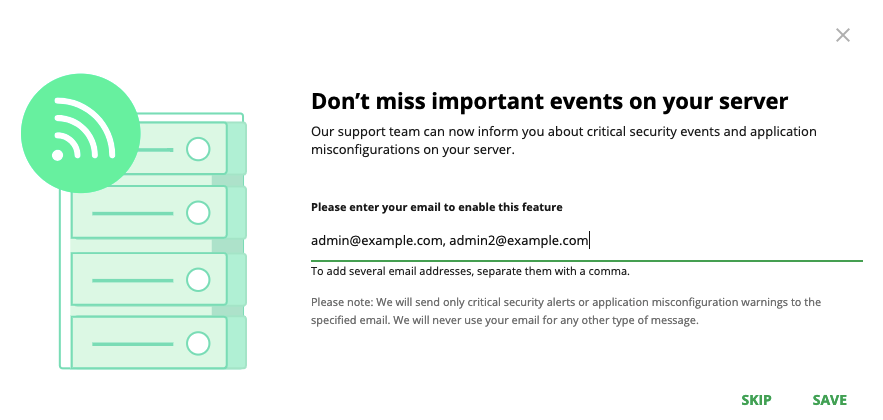 Don’t miss important events on your server
Our support team can now inform you about critical security events and application
misconfigurations on your server.
Please enter your email to enable this feature
admin@example.com, admin2@example.com
To add several email addresses, separate them with a comma.
Please note: We will send only critical security alerts or application misconfiguration warnings to the
specified email. We will never use your email for any other type of message.
SKIP SAVE